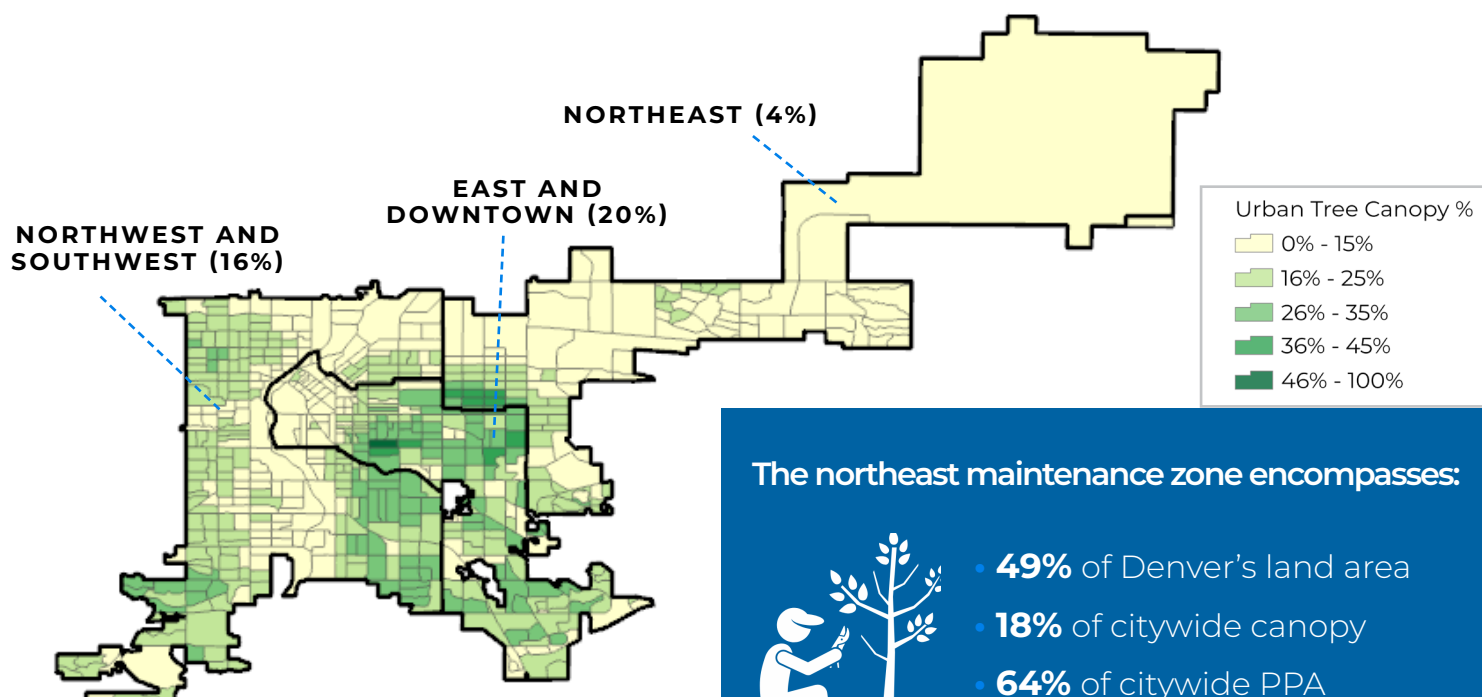 NORTHEAST (4%)
EAST AND
DOWNTOWN (20%)
NORTHWEST AND
SOUTHWEST (16%)
Urban Tree Canopy %
0% - 15%
16% - 25%
26% - 35%
36% - 45%
46% - 100%
The northeast maintenance zone encompasses:
• 49% of Denver’s land area
• 18% of citywide canopy
• 64% of citywide PPA